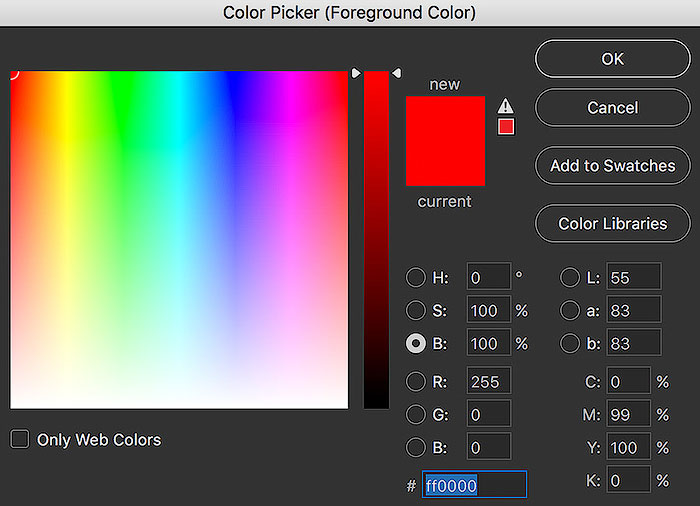 Color Picker (Foreground Color)
new
current
OK
Cancel
Add to Swatches
Color Libraries
H: 0 °
S: 100 %
B: 100 %
R: 255
G: 0
B: 0
# ff0000
L: 55
a: 83
b: 83
C: 0 %
M: 99 %
Y: 100 %
K: 0 %
Only Web Colors